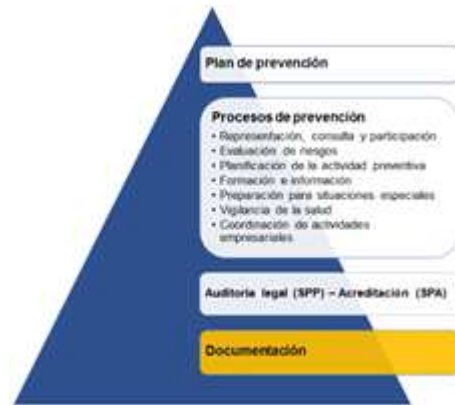 Plan de prevención
Procesos de prevención
• Representación, consulta y participación
• Evaluación de riesgos
• Planificación de la actividad preventiva
• Formación e información
• Preparación para situaciones especiales
• Vigilancia de la salud
• Coordinación de actividades
empresariales
Auditoría legal (SPP) – Acreditación (SPA)
Documentación